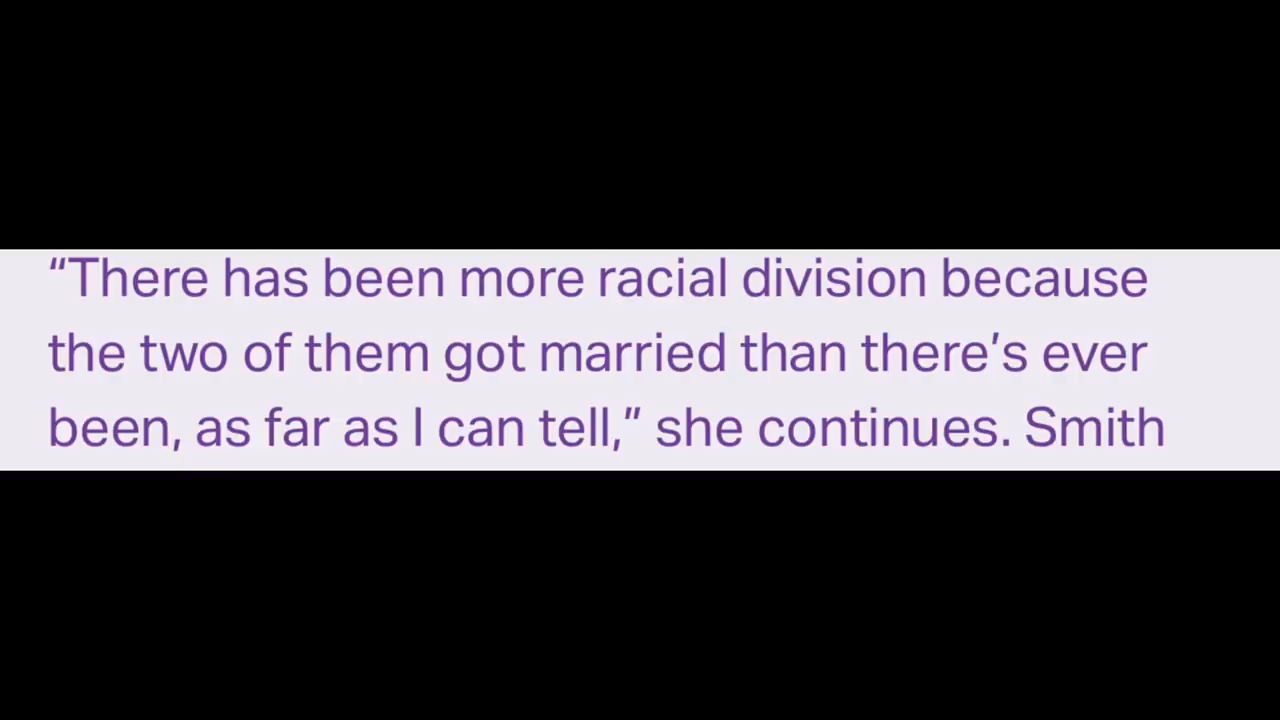 “There has been more racial division because
the two of them got married than there’s ever
been, as far as I can tell,” she continues. Smith